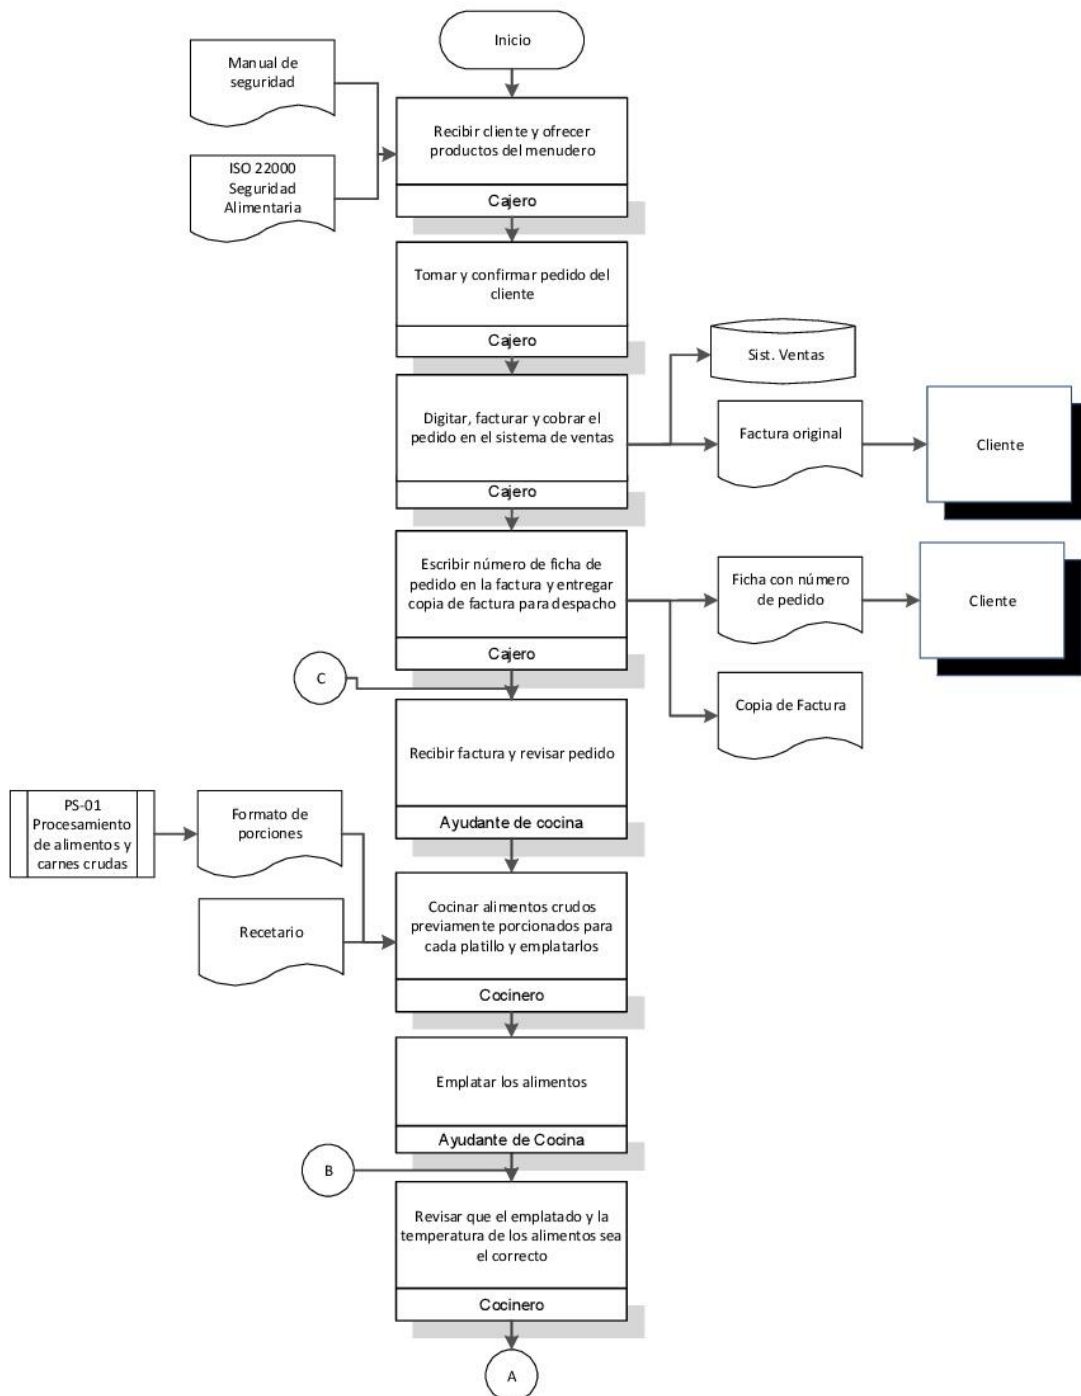 Inicio
Manual de
seguridad
ISO 22000
Seguridad
Alimentaria
Recibir cliente y ofrecer
productos del menudero
Cajero
Tomar y confirmar pedido del
cliente
Cajero
Sist. Ventas
Digitar, facturar y cobrar el
pedido en el sistema de ventas
Cajero
Factura original
Cliente
Escribir número de ficha de
pedido en la factura y entregar
copia de factura para despacho
Cajero
Ficha con número
de pedido
Cliente
C
Copia de Factura
Recibir factura y revisar pedido
Ayudante de cocina
PS-01
Procesamiento
de alimentos y
carnes crudas
Formato de
porciones
Recetario
Cocinar alimentos crudos
previamente porcionados para
cada platillo y emplatarlos
Cocinero
Emplatar los alimentos
Ayudante de Cocina
B
Revisar que el emplatado y la
temperatura de los alimentos sea
el correcto
Cocinero
A